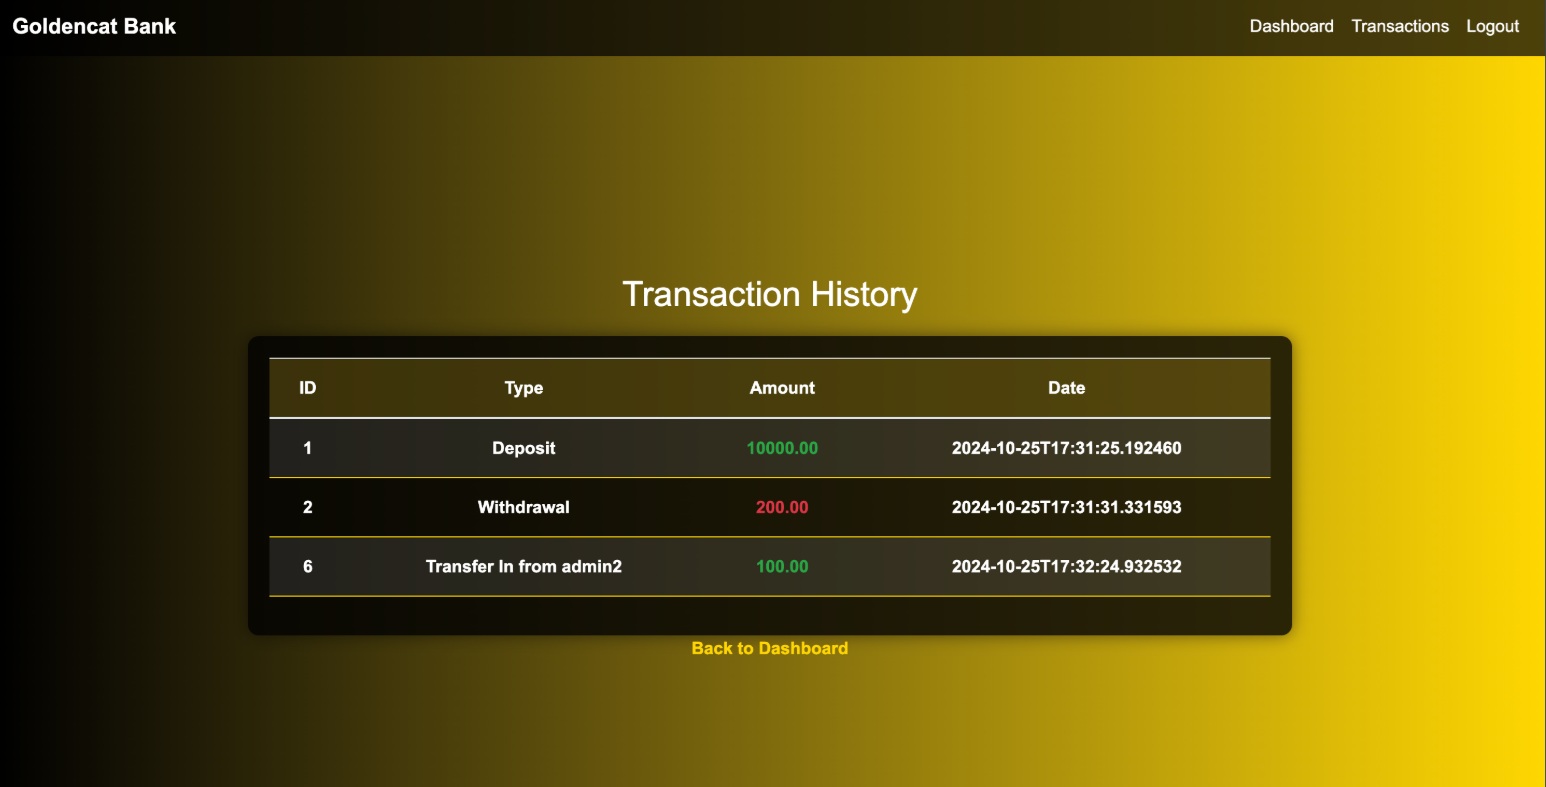 Goldencat Bank Dashboard Transactions Logout
Transaction History
ID Type Amount Date
1 Deposit 10000.00 2024-10-25T17:31:25.192460
2 Withdrawal 200.00 2024-10-25T17:31:31.331593
6 Transfer In from admin2 100.00 2024-10-25T17:32:24.932532
Back to Dashboard